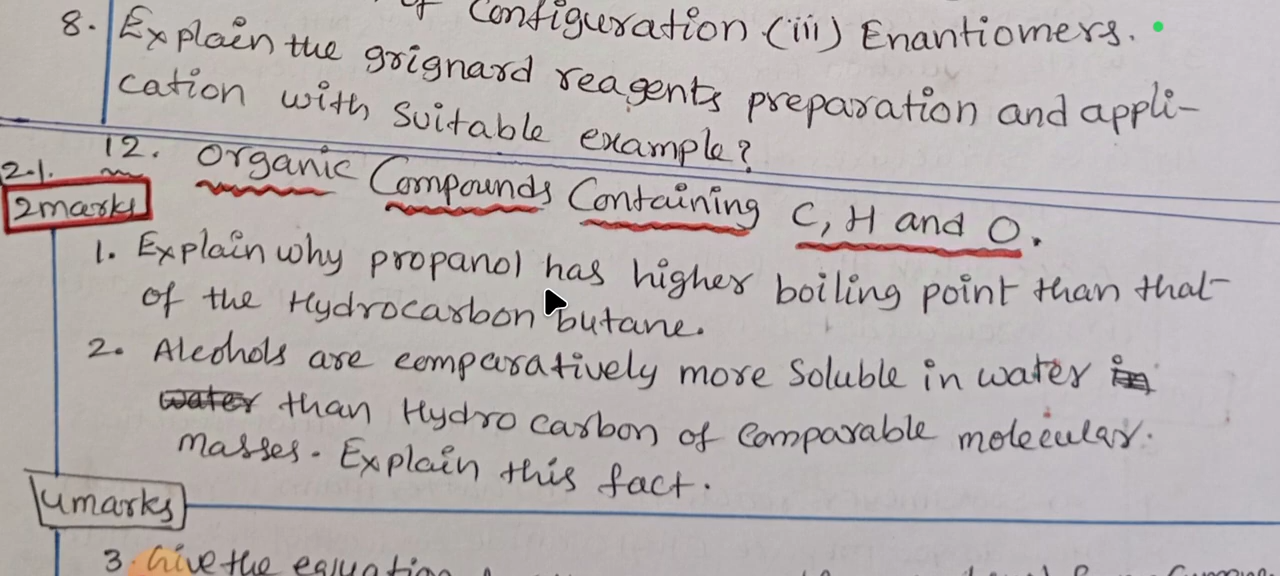 Configuration (iii) Enantiomers.
8. Explain the grignard reagents preparation and appli-
cation with suitable example?
12. Organic Compounds Containing C, H and O.
2marks
1. Explain why propanol has higher boiling point than that
of the Hydrocarbon butane.
2. Alcohols are comparatively more soluble in water in
water than Hydro carbon of comparable molecular
masses. Explain this fact.
4marks
3. Give the equation